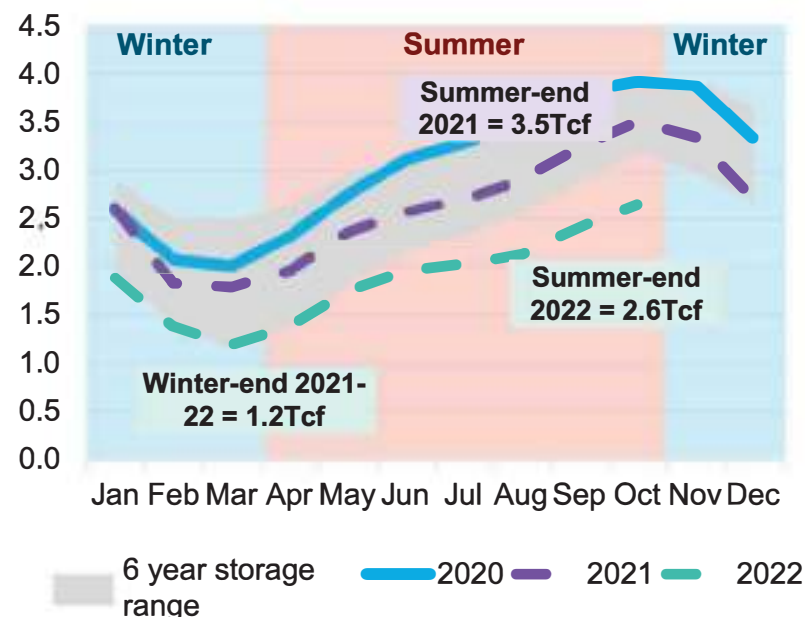 4.5
4.0
3.5
3.0
2.5
2.0
1.5
1.0
0.5
0.0
Winter
Summer
Winter
Summer-end
2021 = 3.5Tcf
Summer-end
2022 = 2.6Tcf
Winter-end 2021-
22 = 1.2Tcf
Jan Feb Mar Apr May Jun Jul Aug Sep Oct Nov Dec
6 year storage
range
2020
2021
2022